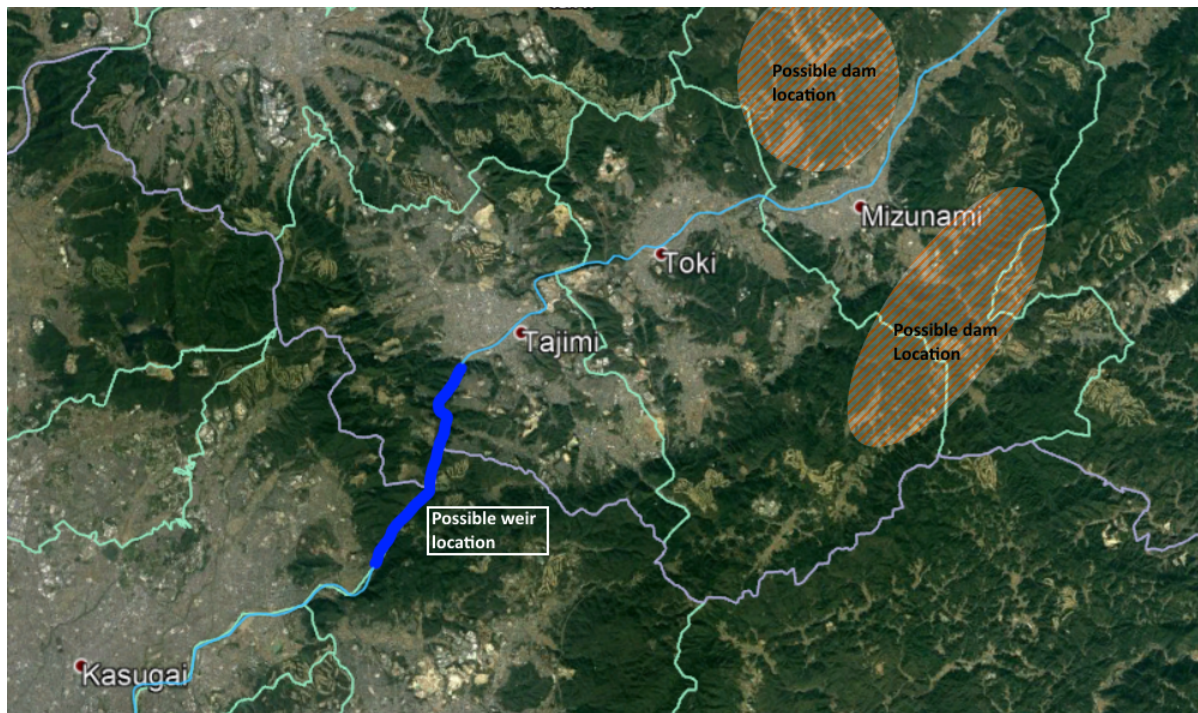 Possible dam
location
Mizunami
Toki
Possible dam
Location
Tajimi
Possible weir
location
Kasugai